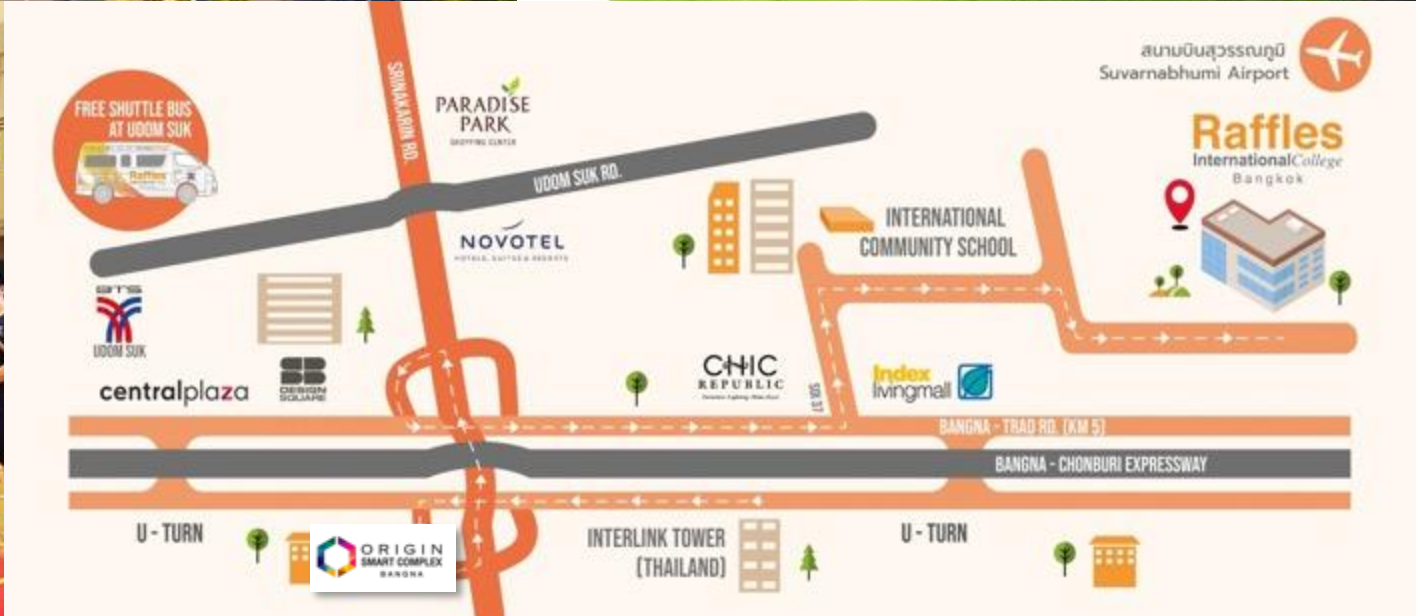 FREE SHUTTLE BUS
AT UDOM SUK
Raffles
SRINAKARIN RD.
PARADISE
PARK
SHOPPING CENTER
UDOM SUK RD.
NOVOTEL
HOTELS, SUITES & RESORTS
สนามบินสุวรรณภูมิ
Suvarnabhumi Airport
Raffles
InternationalCollege
Bangkok
INTERNATIONAL
COMMUNITY SCHOOL
BTS
UDOM SUK
centralplaza
SB
DESIGN
SQUARE
CHIC
REPUBLIC
SOI 37
Index
livingmall
BANGNA - TRAD RD. (KM 5)
BANGNA - CHONBURI EXPRESSWAY
U - TURN
ORIGIN
SMART COMPLEX
BANGNA
INTERLINK TOWER
(THAILAND)
U - TURN